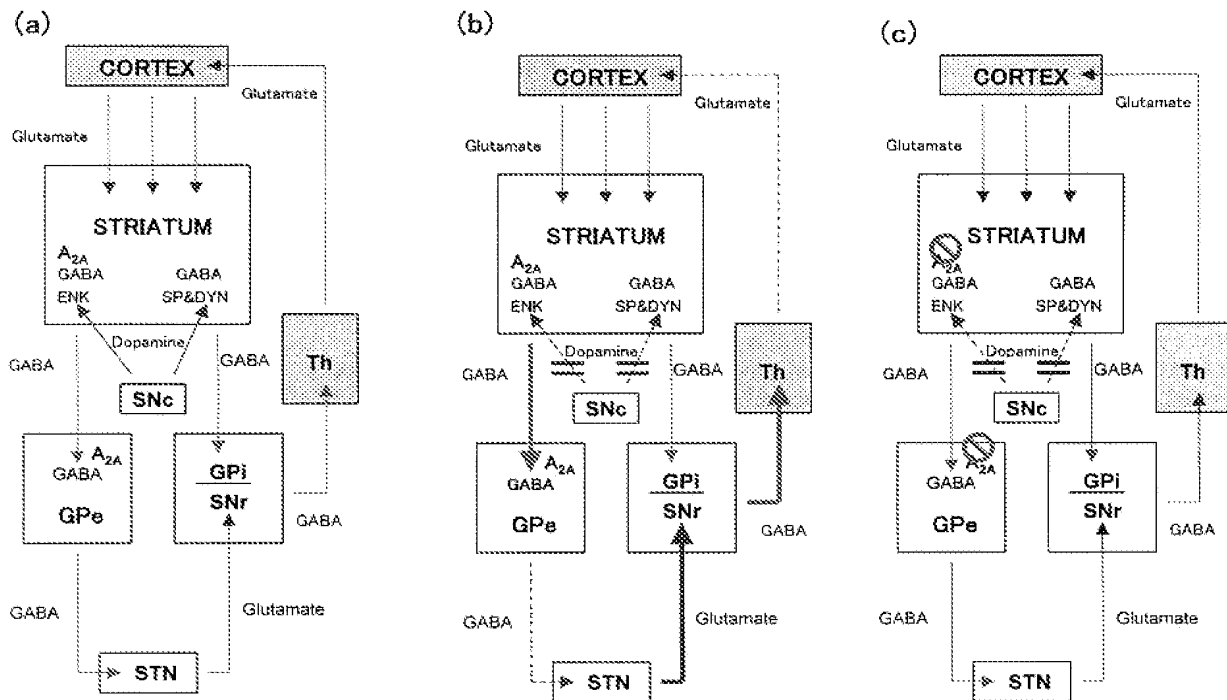 (a)
CORTEX
Glutamate
Glutamate
STRIATUM
A2A
GABA
ENK
GABA
SP&DYN
Dopamine
GABA
GABA
SNc
Th
GABA
A2A
GPe
GPi
SNr
GABA
GABA
Glutamate
STN
(b)
CORTEX
Glutamate
Glutamate
STRIATUM
A2A
GABA
ENK
GABA
SP&DYN
Dopamine
GABA
GABA
SNc
Th
GABA
A2A
GPe
GPi
SNr
GABA
GABA
Glutamate
STN
(c)
CORTEX
Glutamate
Glutamate
STRIATUM
A2A
GABA
ENK
GABA
SP&DYN
Dopamine
GABA
GABA
SNc
Th
GABA
A2A
GPe
GPi
SNr
GABA
GABA
Glutamate
STN